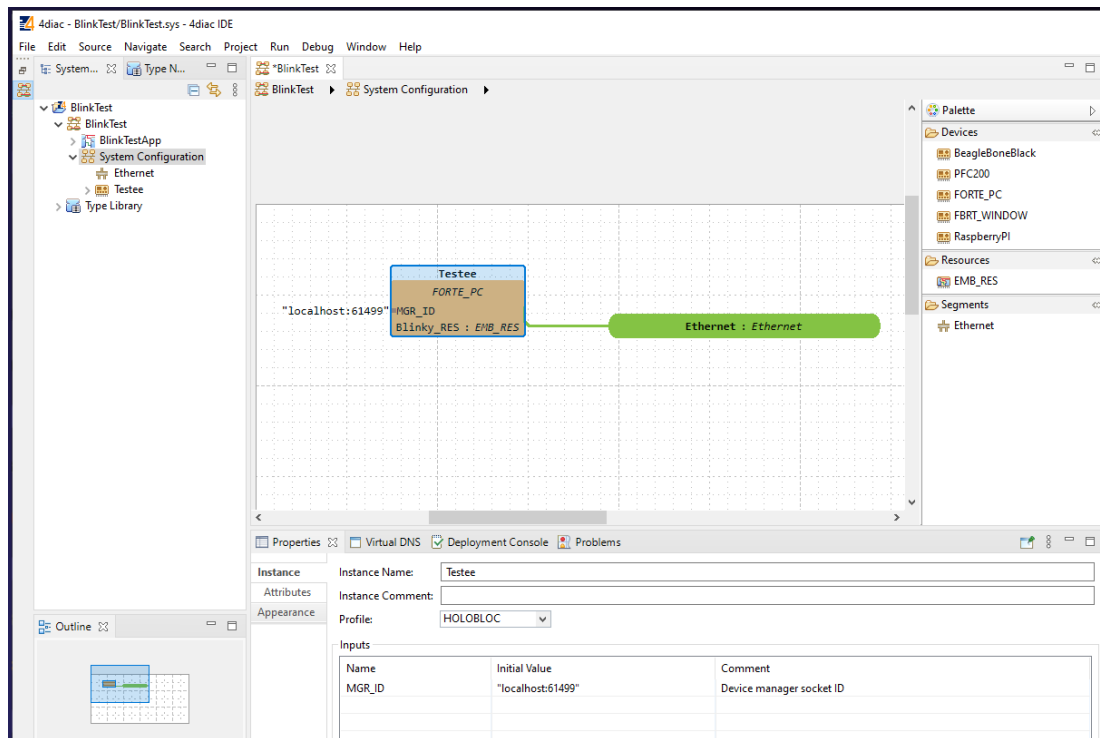 4diac - BlinkTest/BlinkTest.sys - 4diac IDE
File Edit Source Navigate Search Project Run Debug Window Help
System... Type N...
BlinkTest
BlinkTest
BlinkTestApp
System Configuration
Ethernet
Testee
Type Library
*BlinkTest
BlinkTest System Configuration
Testee
FORTE_PC
"localhost:61499" MGR_ID
Blinky_RES : EMB_RES
Ethernet : Ethernet
Palette
Devices
BeagleBoneBlack
PFC200
FORTE_PC
FBRT_WINDOW
RaspberryPI
Resources
EMB_RES
Segments
Ethernet
Properties Virtual DNS Deployment Console Problems
Instance
Attributes
Appearance
Instance Name: Testee
Instance Comment:
Profile: HOLOBLOC
Inputs
Name Initial Value Comment
MGR_ID "localhost:61499" Device manager socket ID
Outline